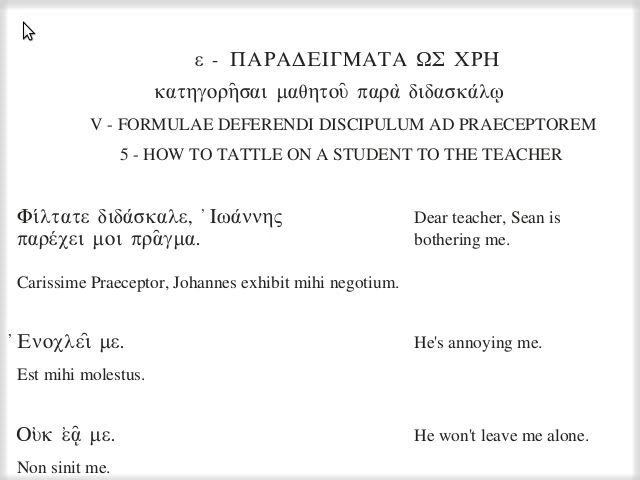 ε - ΠΑΡΑΔΕΙΓΜΑΤΑ ΩΣ ΧΡΗ
κατηγορῆσαι μαθητοῦ παρὰ διδασκάλῳ
V - FORMULAE DEFERENDI DISCIPULUM AD PRAECEPTOREM
5 - HOW TO TATTLE ON A STUDENT TO THE TEACHER
Φίλτατε διδάσκαλε, Ἰωάννης
παρέχει μοι πρᾶγμα.
Dear teacher, Sean is
bothering me.
Carissime Praeceptor, Johannes exhibit mihi negotium.
Ἐνοχλεῖ με.
He's annoying me.
Est mihi molestus.
Οὐκ ἐᾷ με.
He won't leave me alone.
Non sinit me.